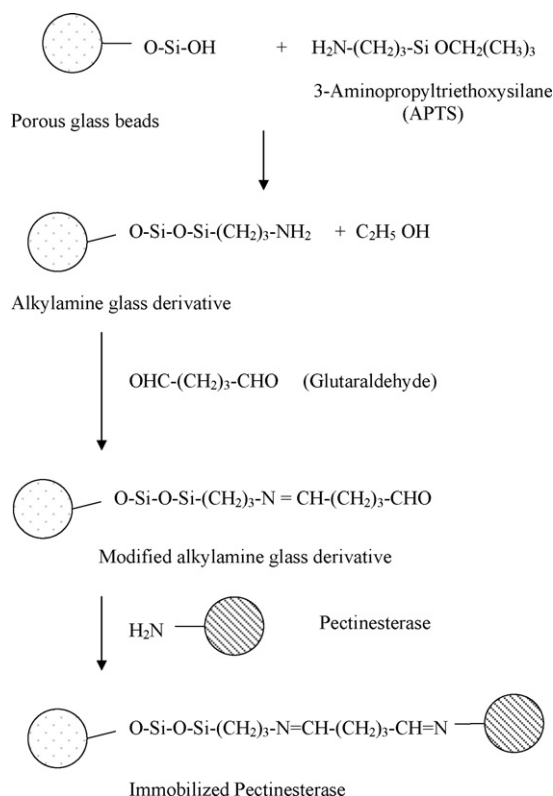 O-Si-OH + H₂N-(CH₂)₃-Si OCH₂(CH₃)₃
Porous glass beads
3-Aminopropyltriethoxysilane
(APTS)
O-Si-O-Si-(CH₂)₃-NH₂ + C₂H₅ OH
Alkylamine glass derivative
OHC-(CH₂)₃-CHO (Glutaraldehyde)
O-Si-O-Si-(CH₂)₃-N = CH-(CH₂)₃-CHO
Modified alkylamine glass derivative
H₂N Pectinesterase
O-Si-O-Si-(CH₂)₃-N=CH-(CH₂)₃-CH=N
Immobilized Pectinesterase